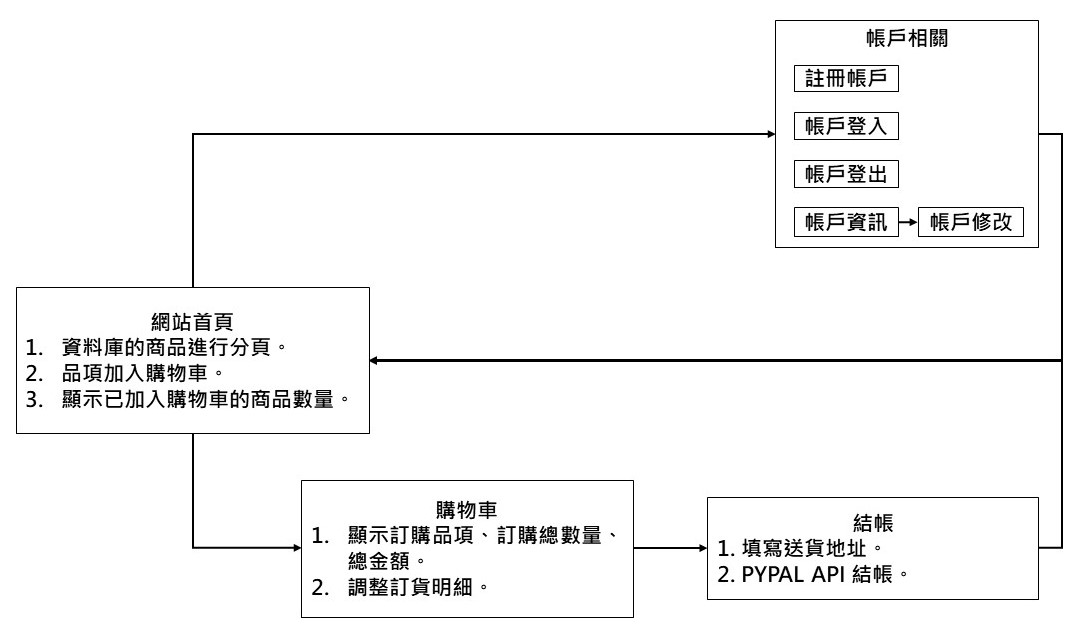 帳戶相關
註冊帳戶
帳戶登入
帳戶登出
帳戶資訊
帳戶修改
網站首頁
1. 資料庫的商品進行分頁。
2. 品項加入購物車。
3. 顯示已加入購物車的商品數量。
購物車
1. 顯示訂購品項、訂購總數量、
總金額。
2. 調整訂貨明細。
結帳
1. 填寫送貨地址。
2. PYPAL API 結帳。